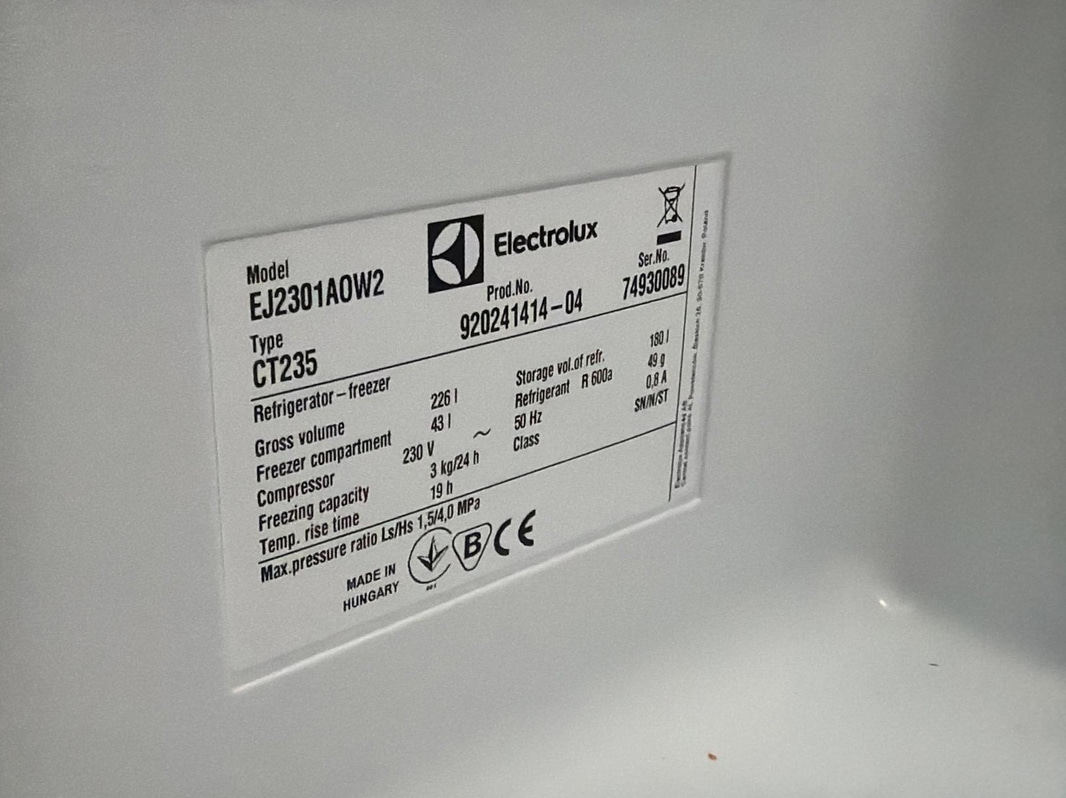 Electrolux
Model
EJ2301AOW2
Prod.No.
920241414-04
Ser.No.
74930089
Type
CT235
Refrigerator-freezer
Gross volume 226 l Storage vol.of refr. 180 l
Freezer compartment 43 l Refrigerant R 600a 49 g
Compressor 230 V ~ 50 Hz 0,8 A
Freezing capacity 3 kg/24 h Class SN/N/ST
Temp. rise time 19 h
Max.pressure ratio Ls/Hs 1,5/4,0 MPa
MADE IN
HUNGARY
B CE